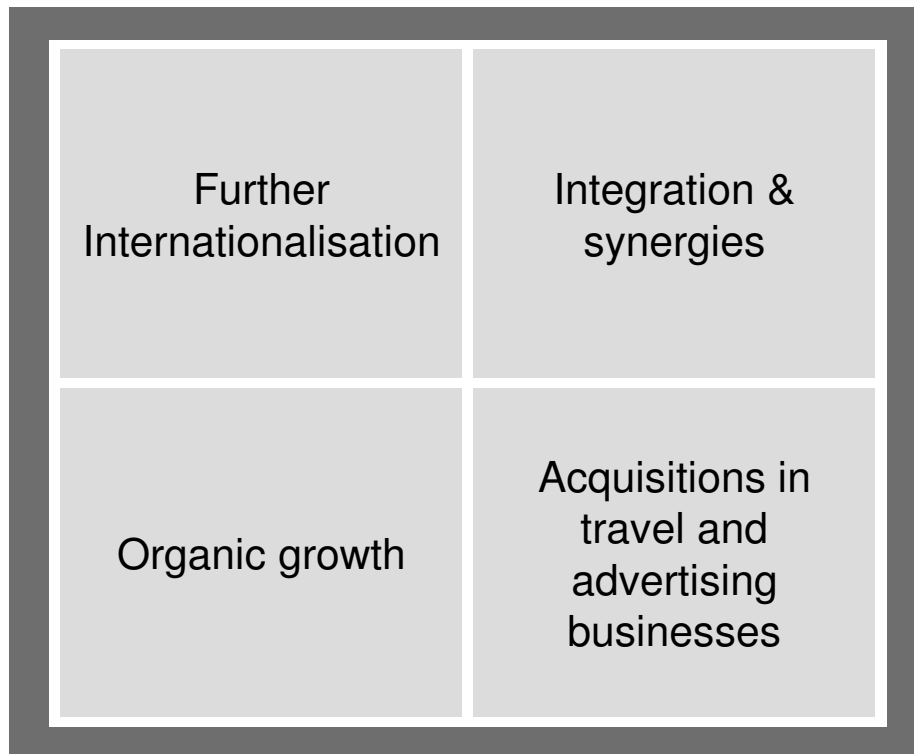 Further
Internationalisation
Integration &
synergies
Organic growth
Acquisitions in
travel and
advertising
businesses